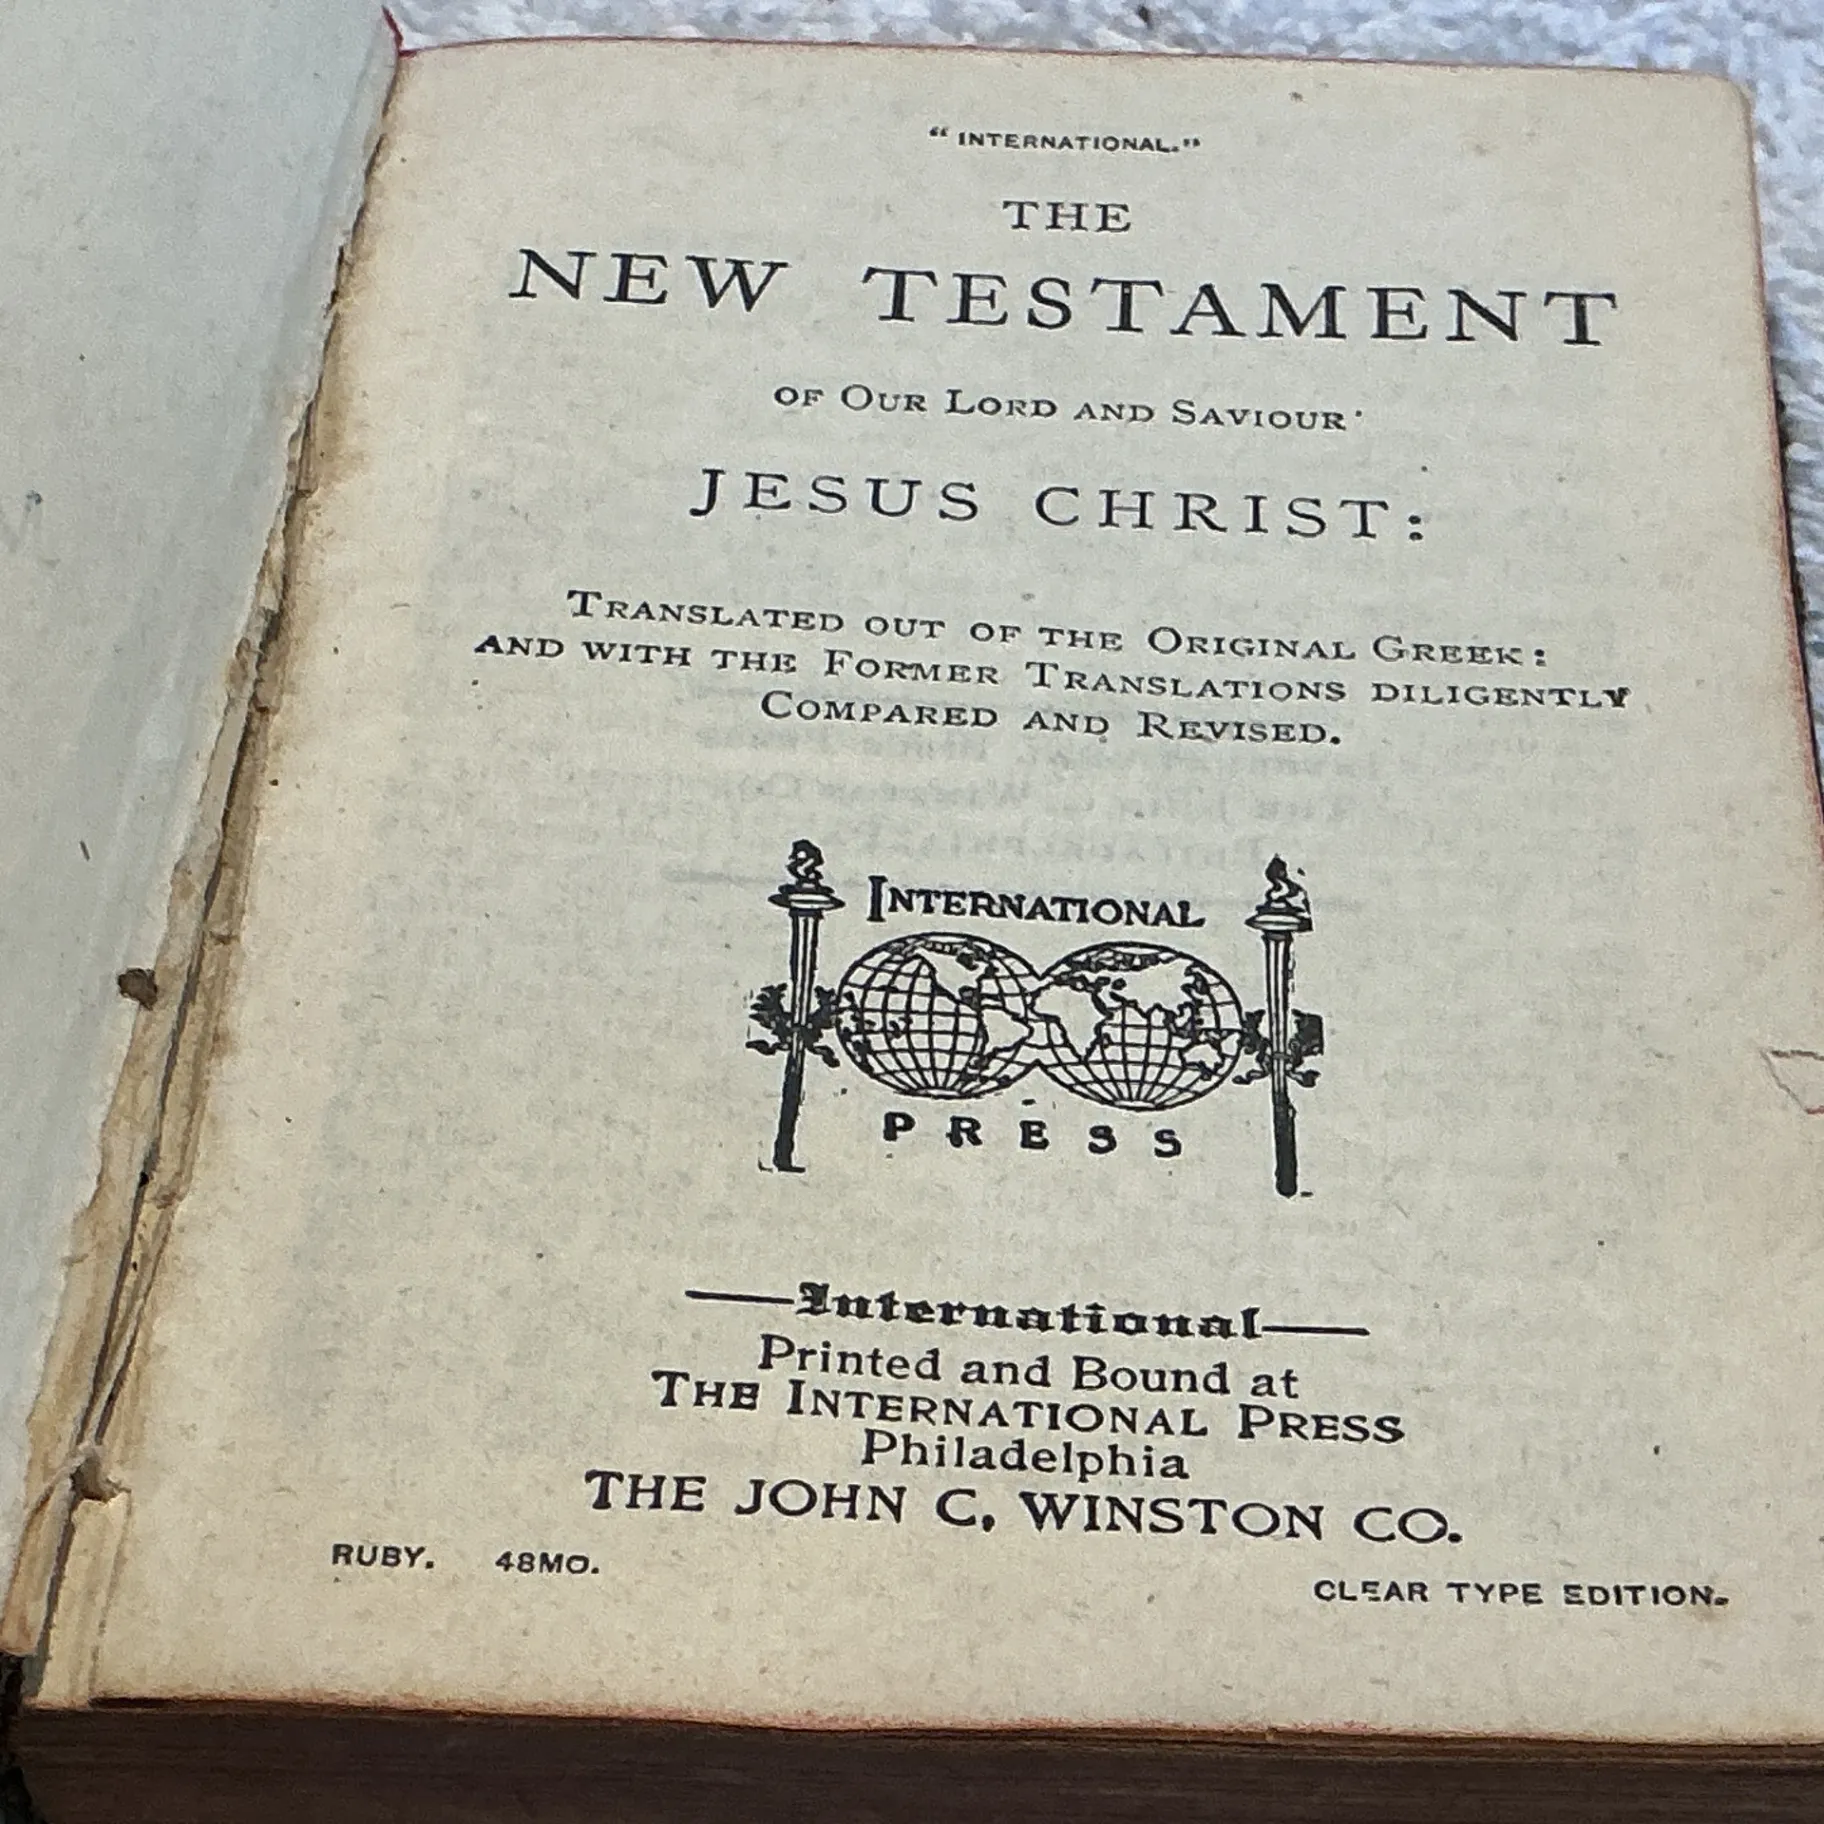 “INTERNATIONAL.”
THE
NEW TESTAMENT
OF OUR LORD AND SAVIOUR
JESUS CHRIST:
TRANSLATED OUT OF THE ORIGINAL GREEK:
AND WITH THE FORMER TRANSLATIONS DILIGENTLY
COMPARED AND REVISED.
INTERNATIONAL
PRESS
International
Printed and Bound at
THE INTERNATIONAL PRESS
Philadelphia
THE JOHN C. WINSTON CO.
RUBY. 48MO.
CLEAR TYPE EDITION.